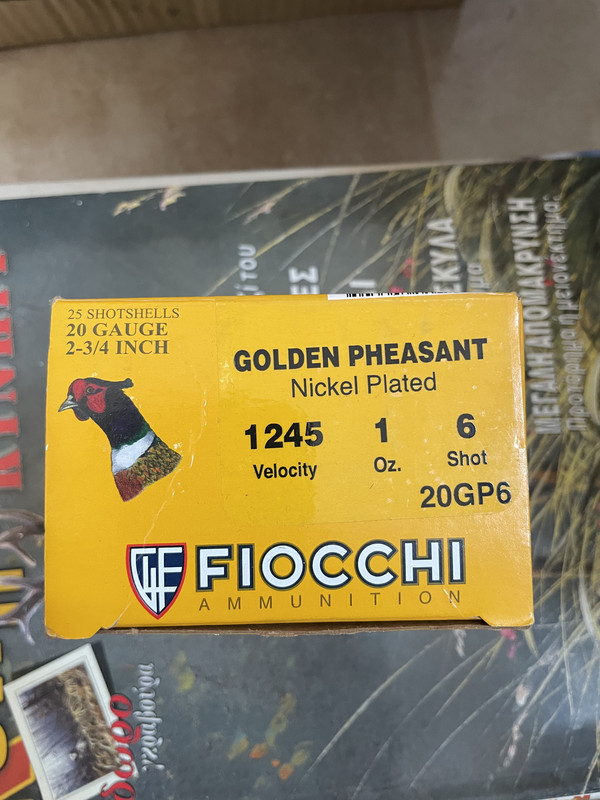 25 SHOTSHELLS
20 GAUGE
2-3/4 INCH
GOLDEN PHEASANT
Nickel Plated
1245
Velocity
1
Oz.
6
Shot
20GP6
FIOCCHI
AMMUNITION
ΜΕΓΑΛΗ ΑΠΟΜΑΚΡΥΝΣΗ
δώρο